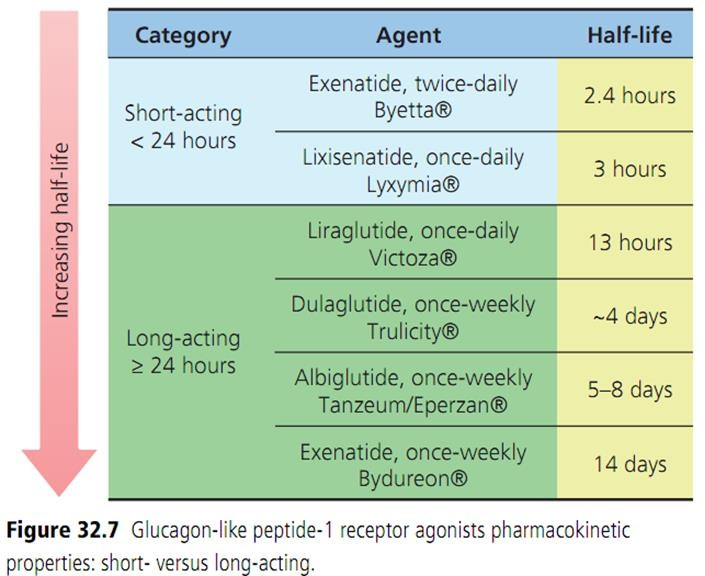 Category Agent Half-life
Increasing half-life
Short-acting
< 24 hours
Exenatide, twice-daily
Byetta®
2.4 hours
Lixisenatide, once-daily
Lyxymia®
3 hours
Long-acting
≥ 24 hours
Liraglutide, once-daily
Victoza®
13 hours
Dulaglutide, once-weekly
Trulicity®
~4 days
Albiglutide, once-weekly
Tanzeum/Eperzan®
5–8 days
Exenatide, once-weekly
Bydureon®
14 days
Figure 32.7 Glucagon-like peptide-1 receptor agonists pharmacokinetic
properties: short- versus long-acting.